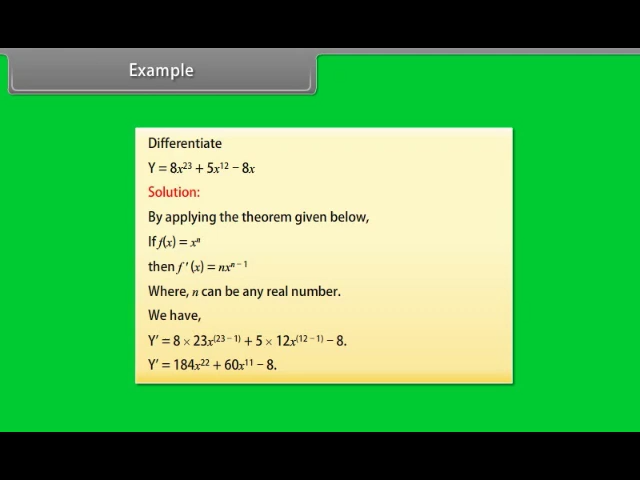 Example
Differentiate
Y = 8x²³ + 5x¹² − 8x
Solution:
By applying the theorem given below,
If f(x) = xⁿ
then f ′ (x) = nxⁿ ⁻ ¹
Where, n can be any real number.
We have,
Y′ = 8 × 23x⁽²³ ⁻ ¹⁾ + 5 × 12x⁽¹² ⁻ ¹⁾ − 8.
Y′ = 184x²² + 60x¹¹ − 8.